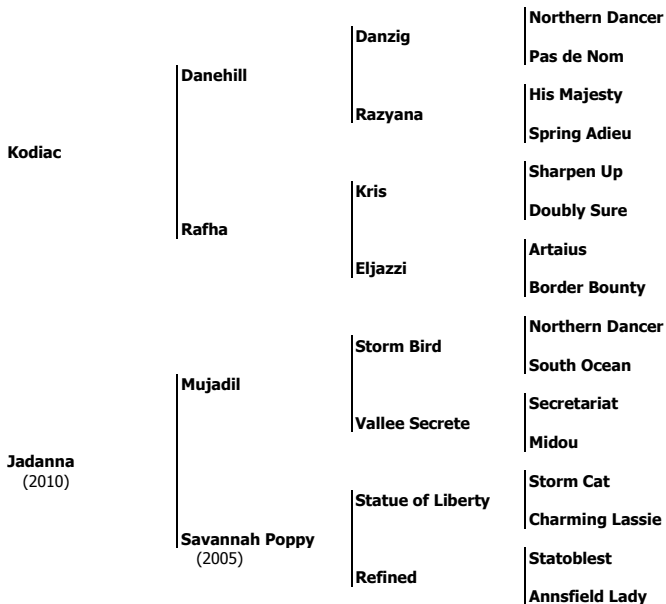 Northern Dancer
Danzig
Pas de Nom
Danehill
His Majesty
Razyana
Spring Adieu
Kodiac
Sharpen Up
Kris
Doubly Sure
Rafha
Artaius
Eljazzi
Border Bounty
Northern Dancer
Storm Bird
South Ocean
Mujadil
Secretariat
Vallee Secrete
Midou
Jadanna
(2010)
Storm Cat
Statue of Liberty
Charming Lassie
Savannah Poppy
(2005)
Statoblest
Refined
Annsfield Lady